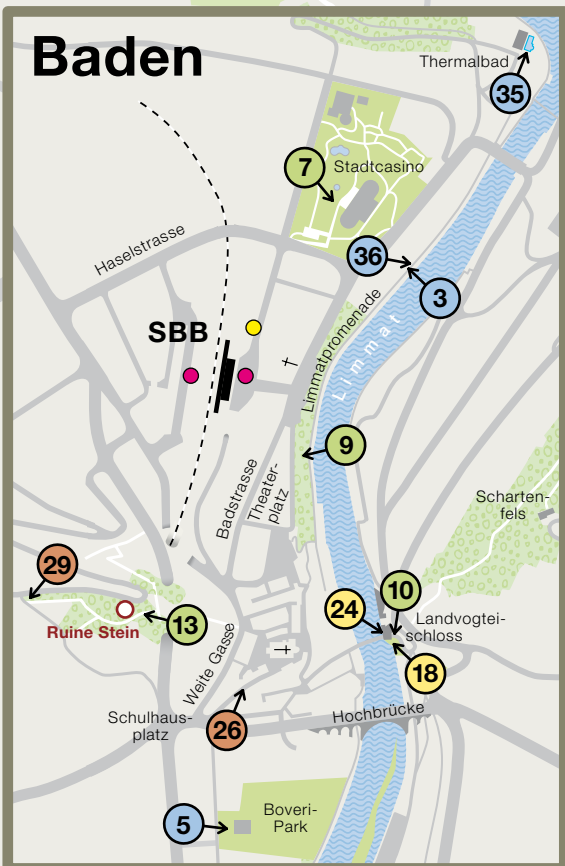 Baden
Thermalbad
35
7
Stadtcasino
36
Haselstrasse
3
SBB
Limmatpromenade
Limmat
9
Badstrasse
Theater-
platz
Scharten-
fels
29
10
24
Landvogtei-
schloss
13
Ruine Stein
18
Weite Gasse
Hochbrücke
Schulhaus-
platz
26
5
Boveri-
Park